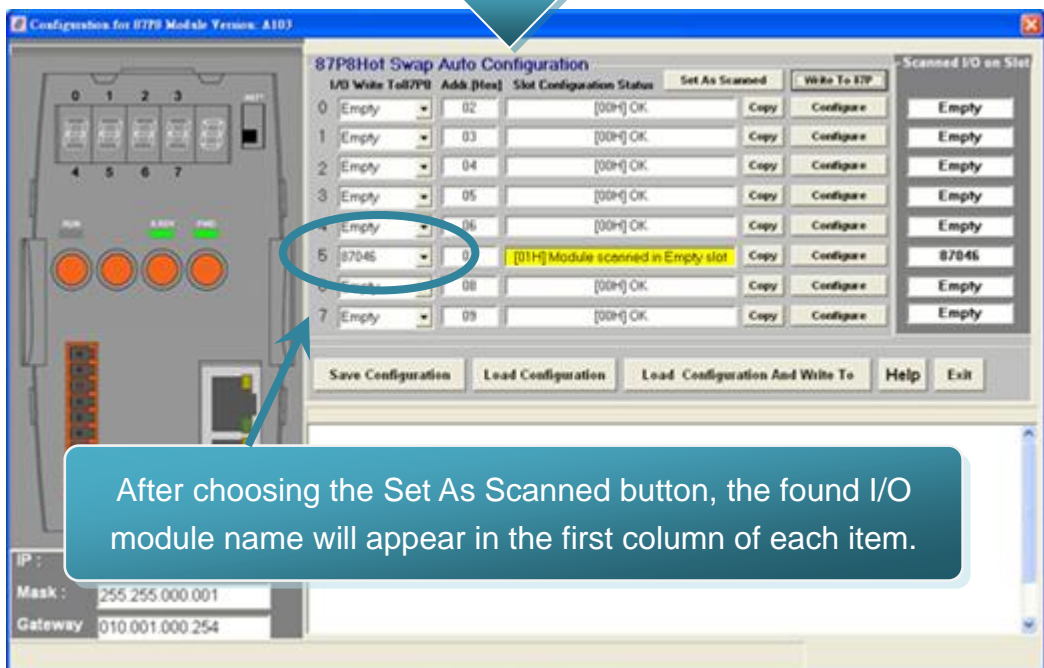 Configuration for 87P8 Module Version: A103
87P8Hot Swap Auto Configuration
Scanned I/O on Slot
I/O Write To87P8 Addr.[Hex] Slot Configuration Status Set As Scanned Write To 87P
0 Empty 02 [00H] OK. Copy Configure Empty
1 Empty 03 [00H] OK. Copy Configure Empty
2 Empty 04 [00H] OK. Copy Configure Empty
3 Empty 05 [00H] OK. Copy Configure Empty
Empty 06 [00H] OK. Copy Configure Empty
5 87046 [01H] Module scanned in Empty slot Copy Configure 87046
Empty 08 [00H] OK. Copy Configure Empty
7 Empty 09 [00H] OK. Copy Configure Empty
0 1 2 3
4 5 6 7
RUN PWR
Save Configuration Load Configuration Load Configuration And Write To Help Exit
After choosing the Set As Scanned button, the found I/O
module name will appear in the first column of each item.
IP :
Mask : 255.255.000.001
Gateway 010.001.000.254